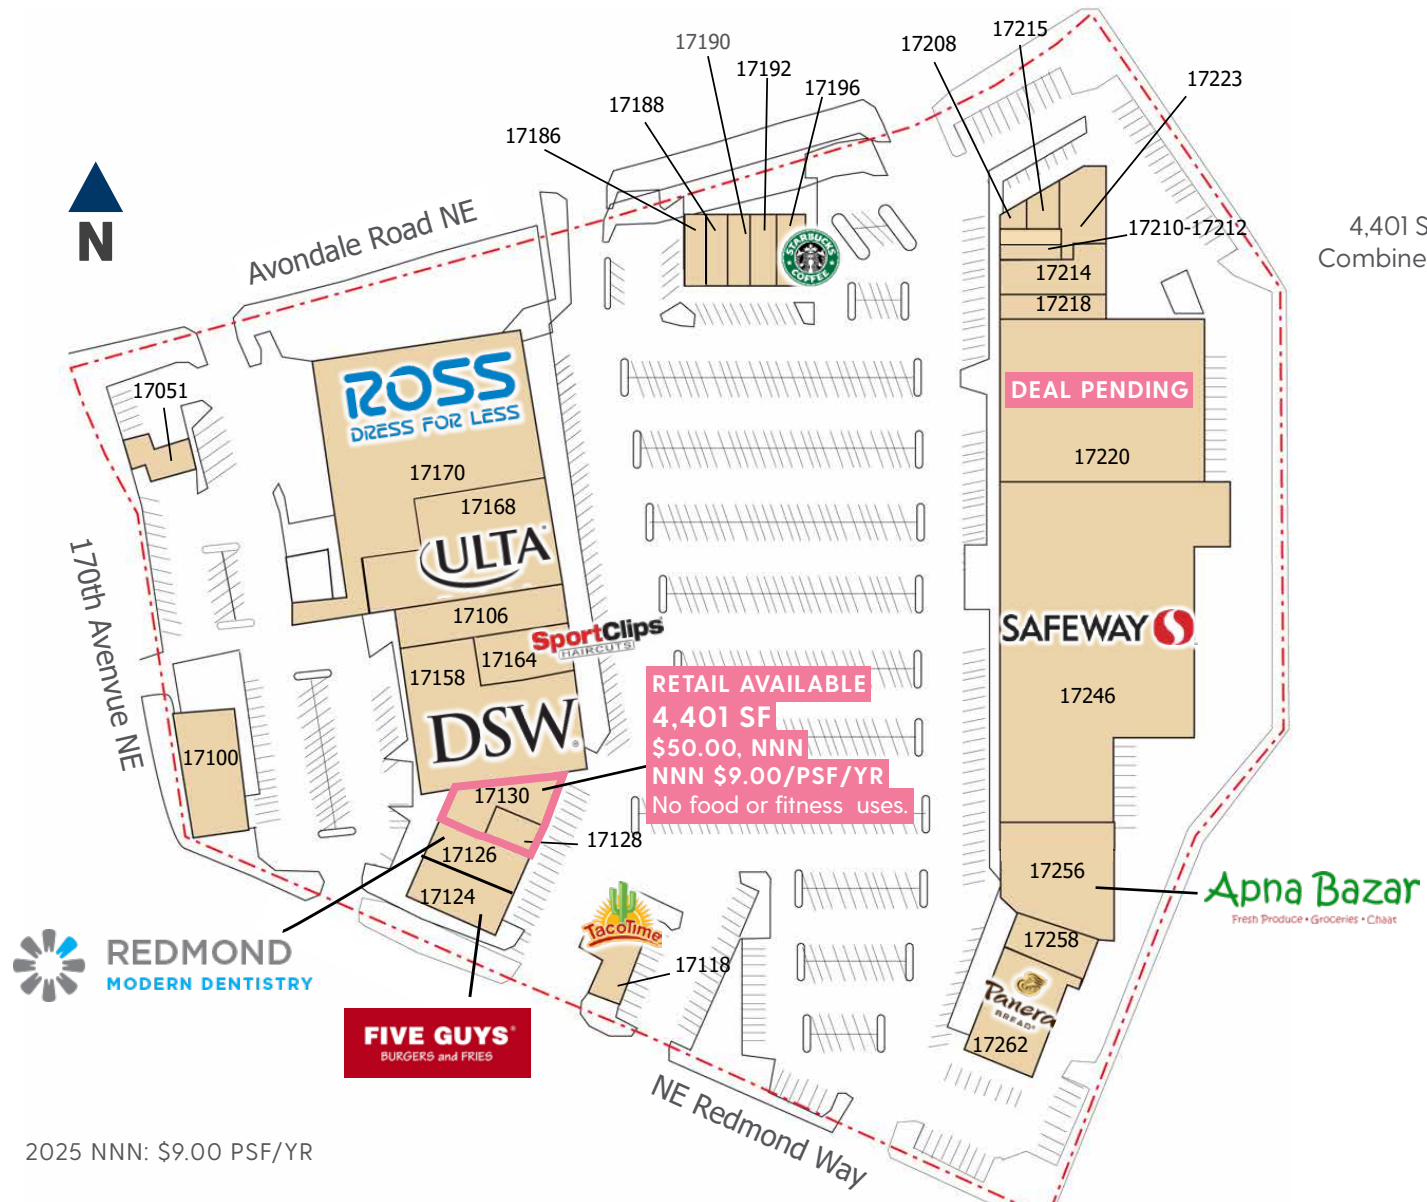 17190
17215
17208
17192
17223
17196
17188
17186
N
Avondale Road NE
STARBUCKS
COFFEE
17210-17212
4,401 S
Combine
17214
17218
17051
ROSS
DRESS FOR LESS
DEAL PENDING
17170
17220
17168
ULTA
170th Avenvue NE
17106
SportClips
HAIRCUTS
SAFEWAY
17164
17158
17246
RETAIL AVAILABLE
4,401 SF
$50.00, NNN
NNN $9.00/PSF/YR
No food or fitness uses.
DSW
17100
17130
17128
17126
17124
17256
Apna Bazar
Fresh Produce • Groceries • Chaat
TacoTime
17258
REDMOND
MODERN DENTISTRY
17118
Panera
BREAD
17262
FIVE GUYS
BURGERS and FRIES
NE Redmond Way
2025 NNN: $9.00 PSF/YR